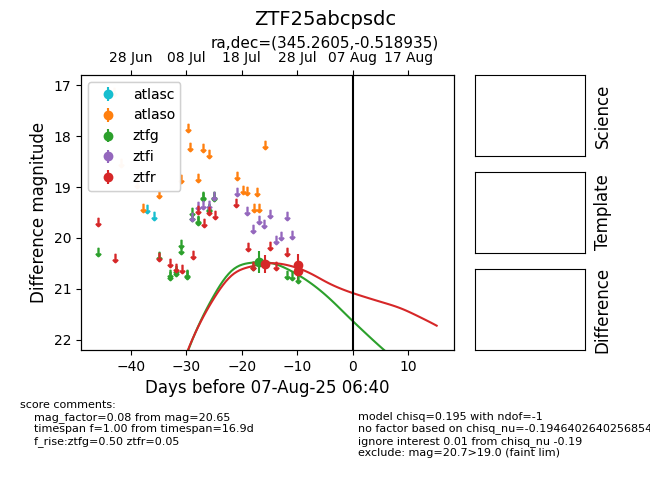 ZTF25abcpsdc
ra,dec=(345.2605,-0.518935)
28 Jun 08 Jul 18 Jul 28 Jul 07 Aug 17 Aug
17
18
19
20
21
22
Difference magnitude
atlasc
atlaso
ztfg
ztfi
ztfr
−40 −30 −20 −10 0 10
Days before 07-Aug-25 06:40
Science
Template
Difference
score comments:
mag_factor=0.08 from mag=20.65
timespan f=1.00 from timespan=16.9d
f_rise:ztfg=0.50 ztfr=0.05
model chisq=0.195 with ndof=-1
no factor based on chisq_nu=-0.1946402640256854
ignore interest 0.01 from chisq_nu -0.19
exclude: mag=20.7>19.0 (faint lim)